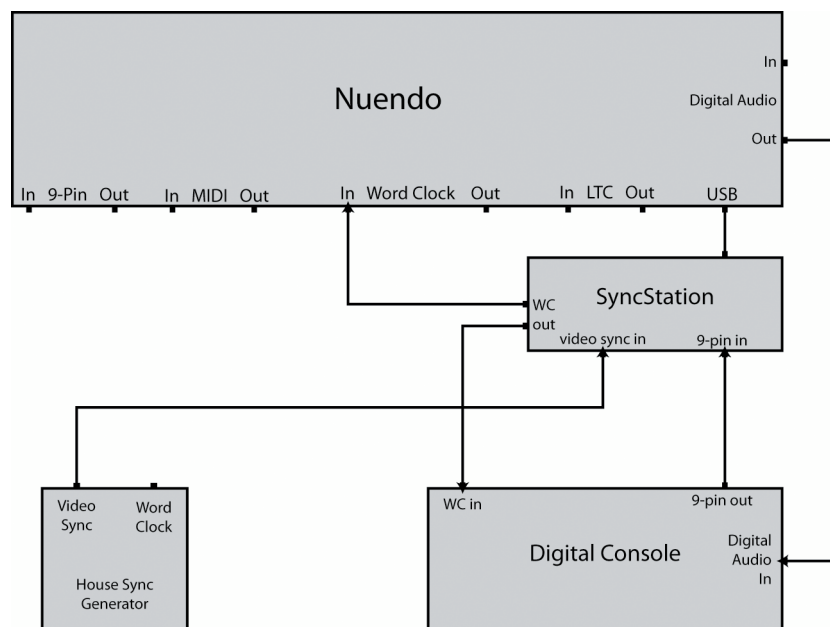 In
Nuendo
Digital Audio
Out
In 9-Pin Out In MIDI Out In Word Clock Out In LTC Out USB
SyncStation
WC
out
video sync in 9-pin in
Video
Sync
Word
Clock
House Sync
Generator
WC in 9-pin out
Digital Console
Digital
Audio
In